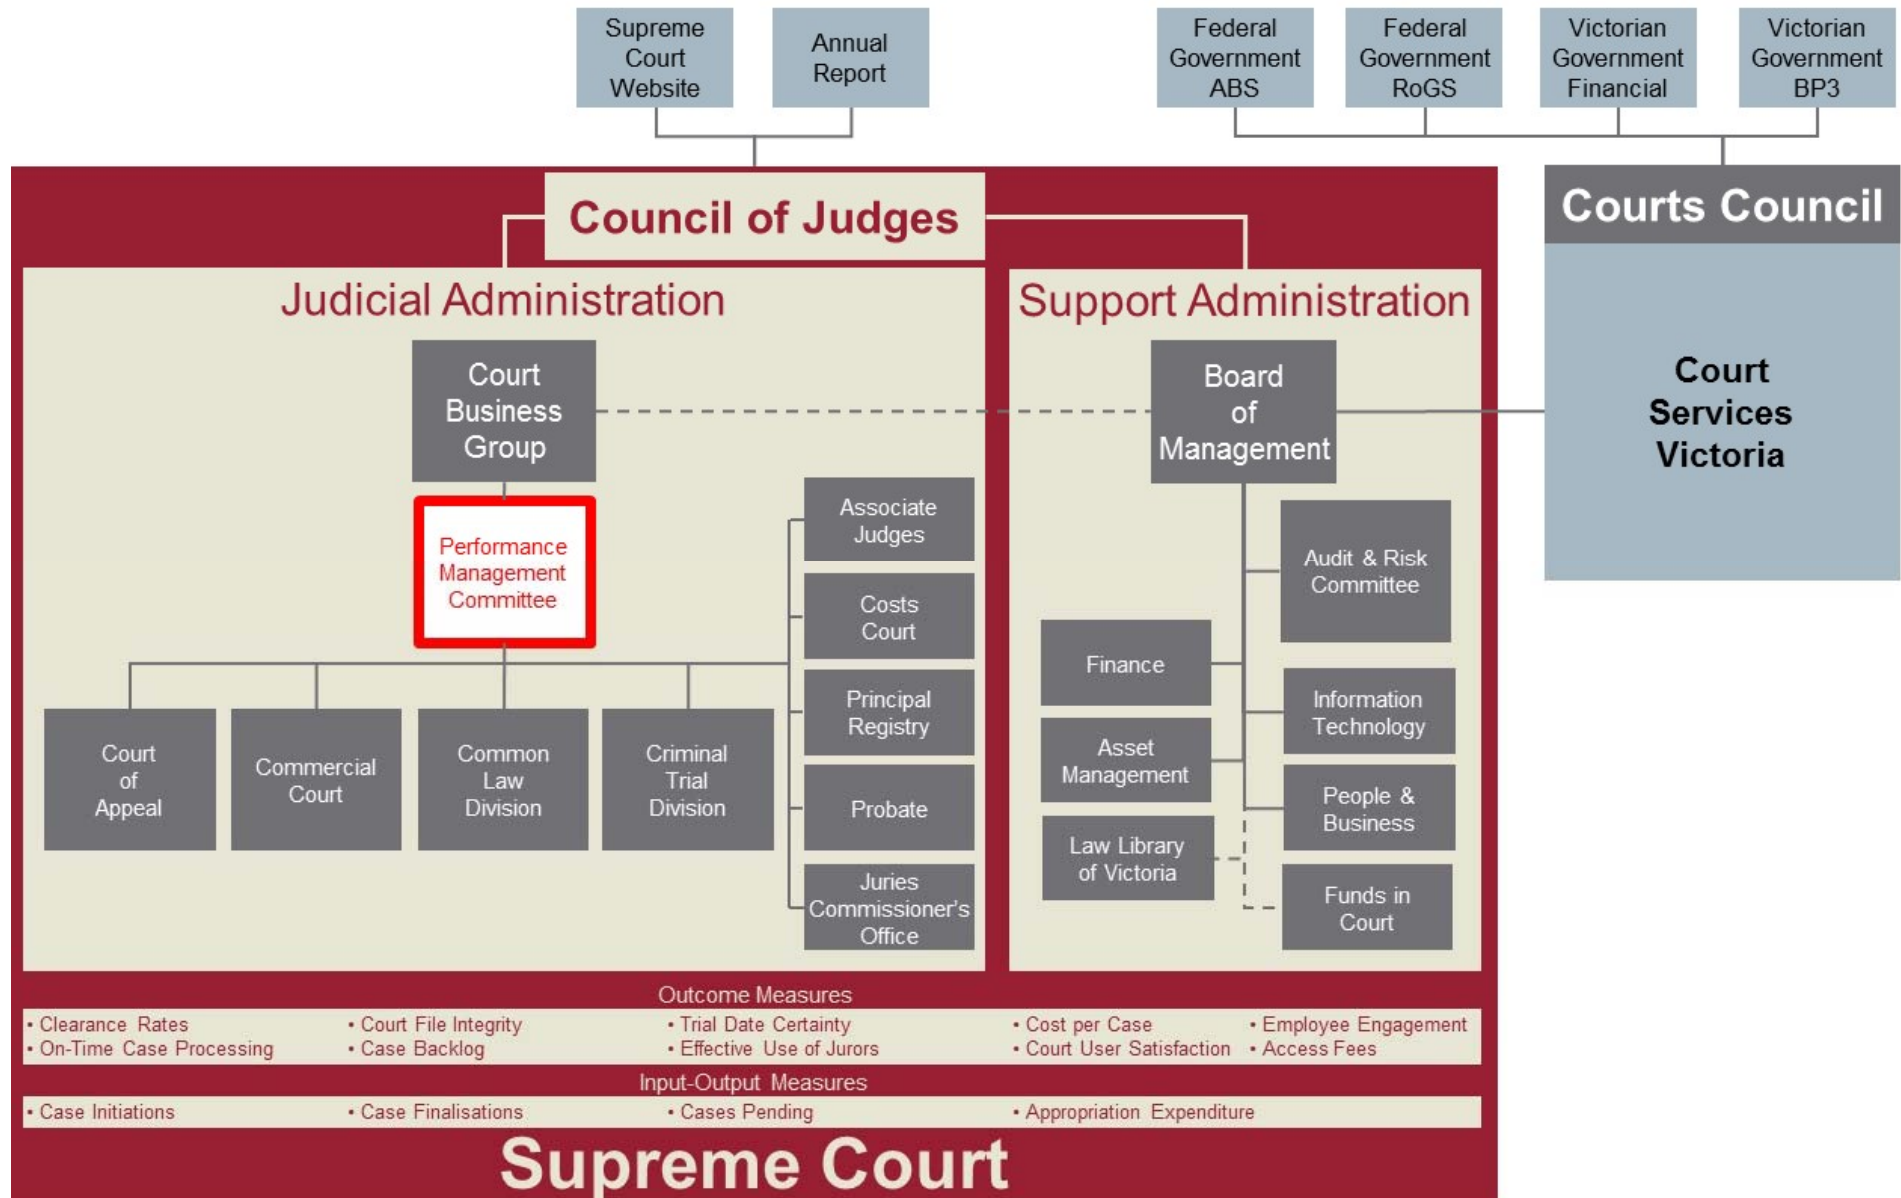 Supreme
Court
Website
Annual
Report
Federal
Government
ABS
Federal
Government
RoGS
Victorian
Government
Financial
Victorian
Government
BP3
Council of Judges
Courts Council
Court
Services
Victoria
Judicial Administration
Court
Business
Group
Performance
Management
Committee
Associate
Judges
Costs
Court
Principal
Registry
Probate
Juries
Commissioner's
Office
Court
of
Appeal
Commercial
Court
Common
Law
Division
Criminal
Trial
Division
Support Administration
Board
of
Management
Audit & Risk
Committee
Finance
Information
Technology
Asset
Management
People &
Business
Law Library
of Victoria
Funds in
Court
Outcome Measures
• Clearance Rates • Court File Integrity • Trial Date Certainty • Cost per Case • Employee Engagement
• On-Time Case Processing • Case Backlog • Effective Use of Jurors • Court User Satisfaction • Access Fees
Input-Output Measures
• Case Initiations • Case Finalisations • Cases Pending • Appropriation Expenditure
Supreme Court